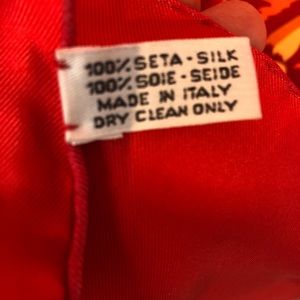 100% SETA - SILK
100% SOIE - SEIDE
MADE IN ITALY
DRY CLEAN ONLY